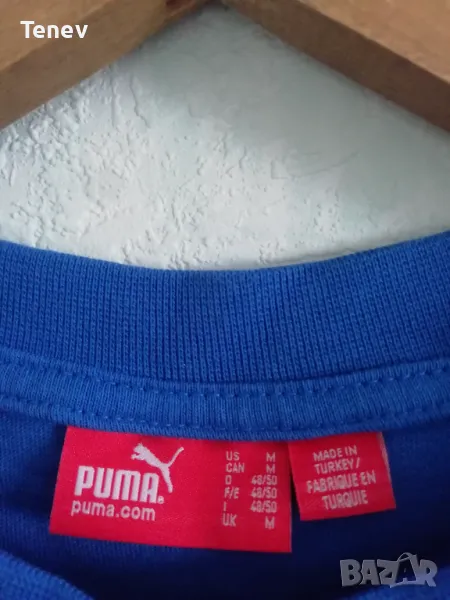 Tenev
PUMA®
puma.com
US M
CAN M
D 48/50
F/E 48/50
I 48/50
UK M
MADE IN
TURKEY/
FABRIQUE EN
TURQUIE
BAZAR